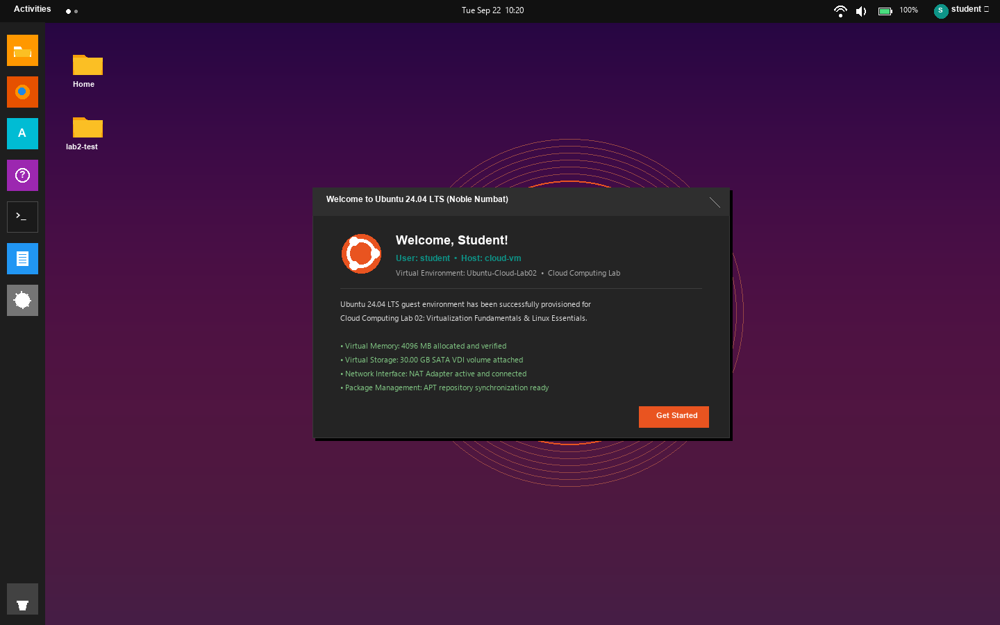 Activities
Tue Sep 22 10:20
100%
S
student
Home
A
lab2-test
?
>_
Welcome to Ubuntu 24.04 LTS (Noble Numbat)
Welcome, Student!
User: student • Host: cloud-vm
Virtual Environment: Ubuntu-Cloud-Lab02 • Cloud Computing Lab
Ubuntu 24.04 LTS guest environment has been successfully provisioned for
Cloud Computing Lab 02: Virtualization Fundamentals & Linux Essentials.
• Virtual Memory: 4096 MB allocated and verified
• Virtual Storage: 30.00 GB SATA VDI volume attached
• Network Interface: NAT Adapter active and connected
• Package Management: APT repository synchronization ready
Get Started